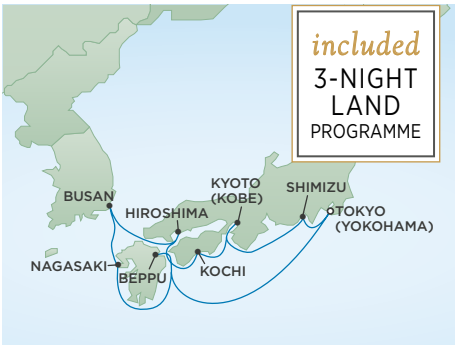 included
3-NIGHT
LAND
PROGRAMME
KYOTO
(KOBE)
SHIMIZU
BUSAN
HIROSHIMA
TOKYO
(YOKOHAMA)
NAGASAKI
BEPPU
KOCHI